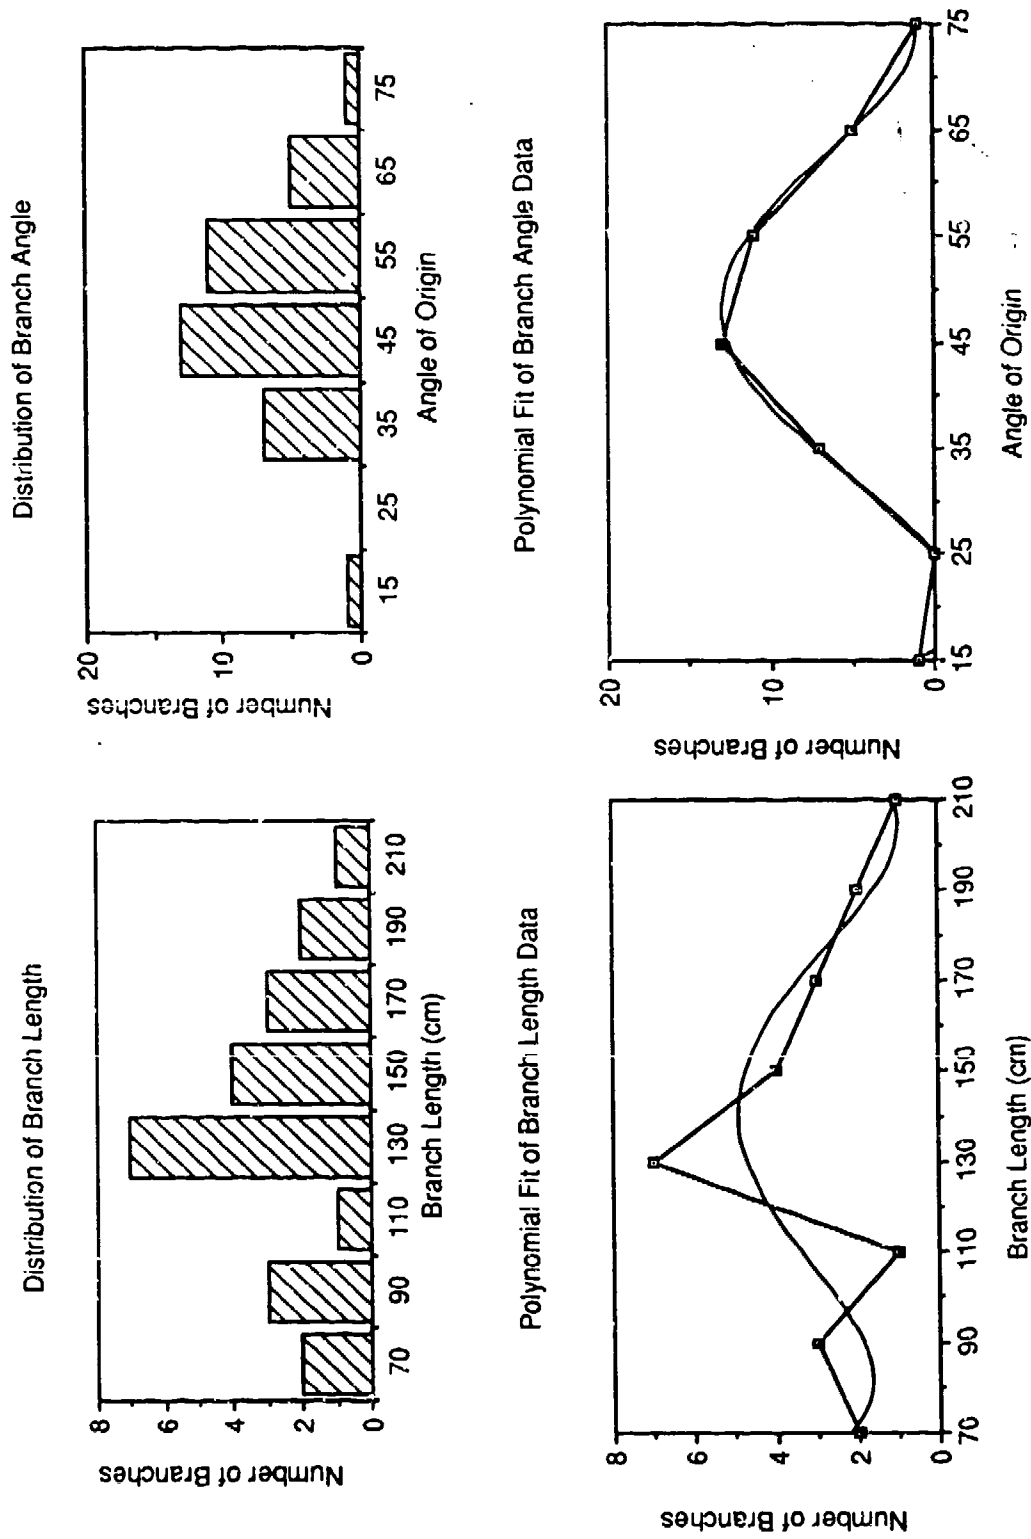 Distribution of Branch Length
Number of Branches
8
6
4
2
0
70 90 110 130 150 170 190 210
Branch Length (cm)
Distribution of Branch Angle
Number of Branches
20
10
0
15 25 35 45 55 65 75
Angle of Origin
Polynomial Fit of Branch Length Data
Number of Branches
8
6
4
2
0
70 90 110 130 150 170 190 210
Branch Length (cm)
Polynomial Fit of Branch Angle Data
Number of Branches
20
10
0
15 25 35 45 55 65 75
Angle of Origin